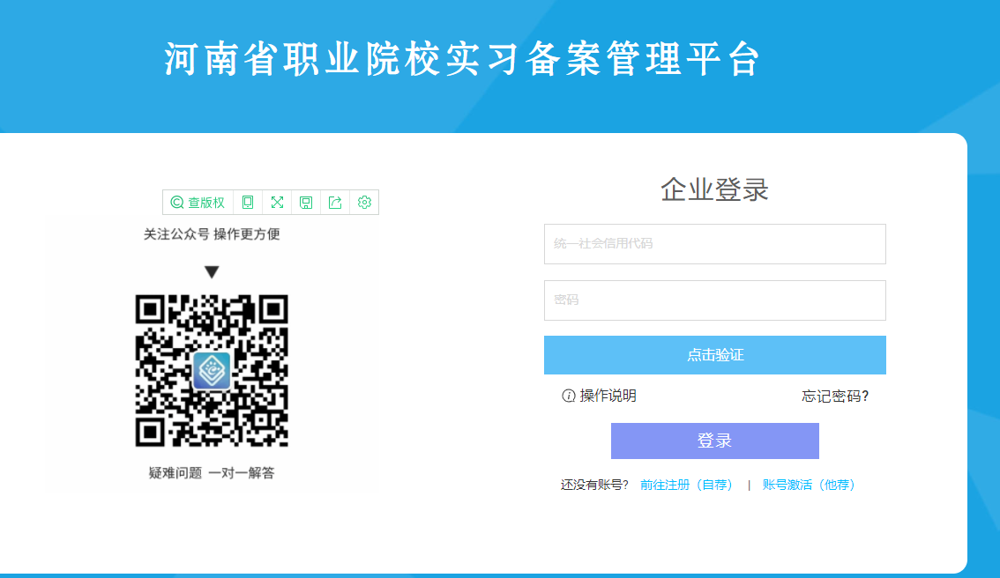 河南省职业院校实习备案管理平台
查版权
关注公众号 操作更方便
疑难问题 一对一解答
企业登录
统一社会信用代码
密码
点击验证
操作说明 忘记密码?
登录
还没有账号? 前往注册（自荐） | 账号激活（他荐）